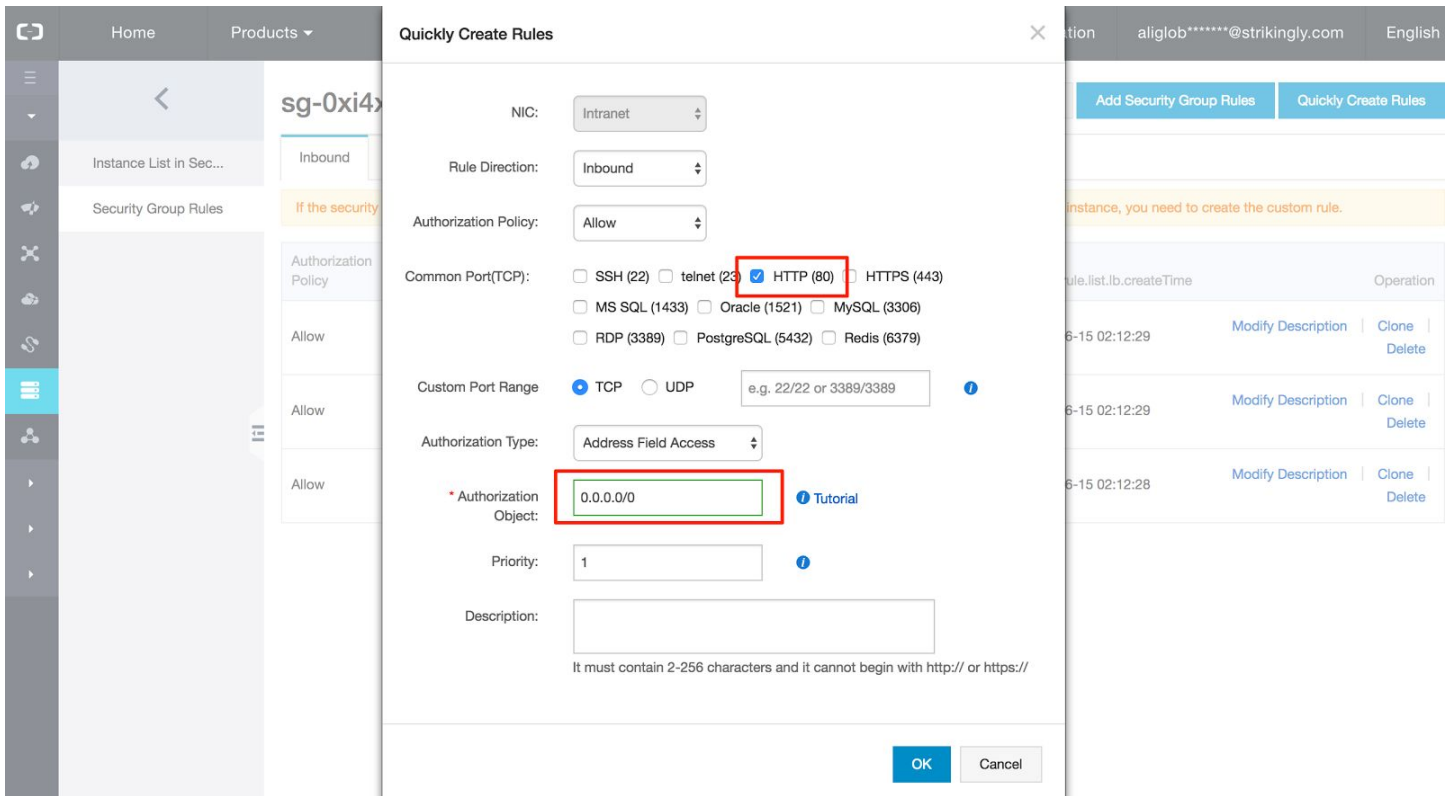 Home
Products
Quickly Create Rules
aliglob*******@strikingly.com
English
sg-0xi4x
Add Security Group Rules
Quickly Create Rules
Instance List in Sec...
Security Group Rules
Inbound
If the security
instance, you need to create the custom rule.
Authorization
Policy
ule.list.ib.createTime
Operation
Allow
6-15 02:12:29
Modify Description
Clone
Delete
Allow
6-15 02:12:29
Modify Description
Clone
Delete
Allow
6-15 02:12:28
Modify Description
Clone
Delete
NIC:
Intranet
Rule Direction:
Inbound
Authorization Policy:
Allow
Common Port(TCP):
SSH (22) telnet (23) HTTP (80) HTTPS (443)
MS SQL (1433) Oracle (1521) MySQL (3306)
RDP (3389) PostgreSQL (5432) Redis (6379)
Custom Port Range
TCP UDP
e.g. 22/22 or 3389/3389
Authorization Type:
Address Field Access
* Authorization
Object:
0.0.0.0/0
Tutorial
Priority:
1
Description:
It must contain 2-256 characters and it cannot begin with http:// or https://
OK
Cancel